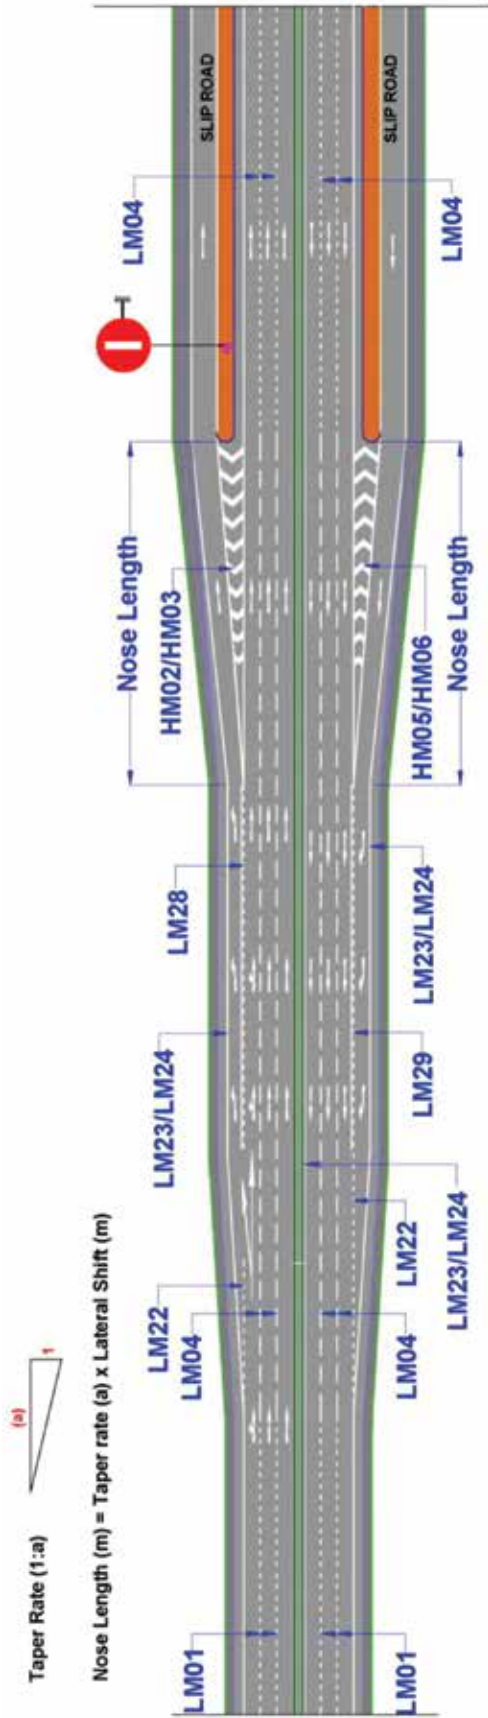 Taper Rate (1:a)
(a)
1
Nose Length (m) = Taper rate (a) x Lateral Shift (m)
LM01
LM04
LM22
LM23/LM24
LM28
Nose Length
HM02/HM03
LM04
SLIP ROAD
LM01
LM04
LM23/LM24
LM22
LM29
LM23/LM24
Nose Length
HM05/HM06
LM04
SLIP ROAD